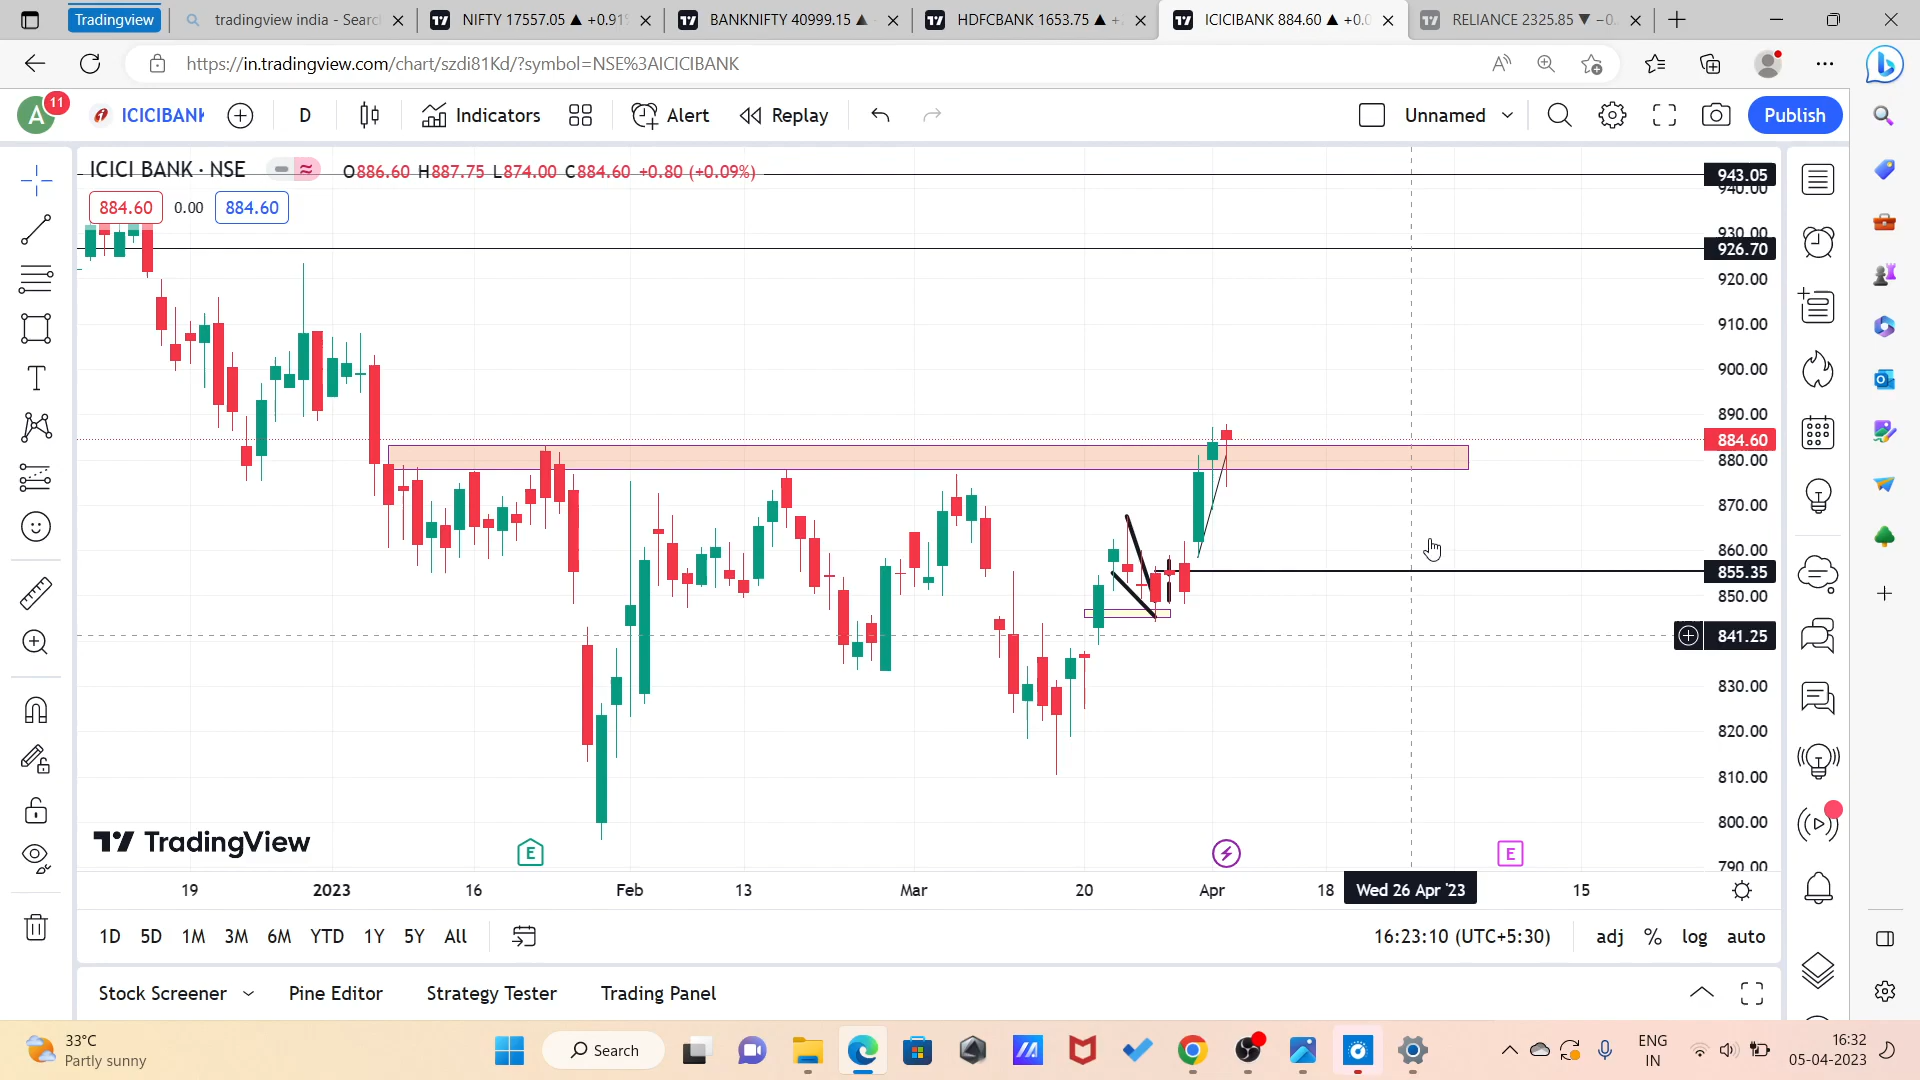 Tradingview
tradingview india - Searc
NIFTY 17557.05 ▲ +0.91%
BANKNIFTY 40999.15 ▲
HDFCBANK 1653.75 ▲ +
ICICIBANK 884.60 ▲ +0.0
RELIANCE 2325.85 ▼ −0.
https://in.tradingview.com/chart/szdi81Kd/?symbol=NSE%3AICICIBANK
A 11
ICICIBANK
D
Indicators
Alert
Replay
Unnamed
Publish
ICICI BANK · NSE
O886.60 H887.75 L874.00 C884.60 +0.80 (+0.09%)
884.60 0.00 884.60
943.05
940.00
930.00
926.70
920.00
910.00
900.00
890.00
884.60
880.00
870.00
860.00
855.35
850.00
841.25
830.00
820.00
810.00
800.00
790.00
TradingView
E
E
19 2023 16 Feb 13 Mar 20 Apr 18 Wed 26 Apr '23 15
1D 5D 1M 3M 6M YTD 1Y 5Y All
16:23:10 (UTC+5:30)
adj % log auto
Stock Screener Pine Editor Strategy Tester Trading Panel
33°C
Partly sunny
Search
ENG
IN
16:32
05-04-2023